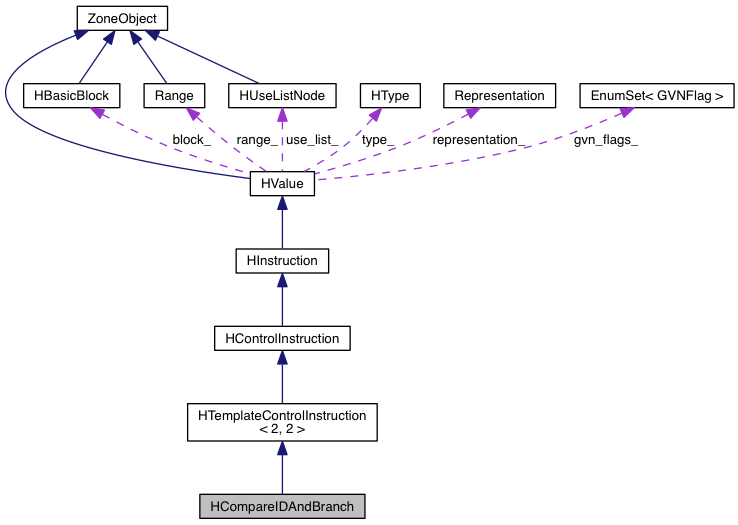 ZoneObject
HBasicBlock
Range
HUseListNode
HType
Representation
EnumSet< GVNFlag >
block_
range_
use_list_
type_
representation_
gvn_flags_
HValue
HInstruction
HControlInstruction
HTemplateControlInstruction
< 2, 2 >
HCompareIDAndBranch